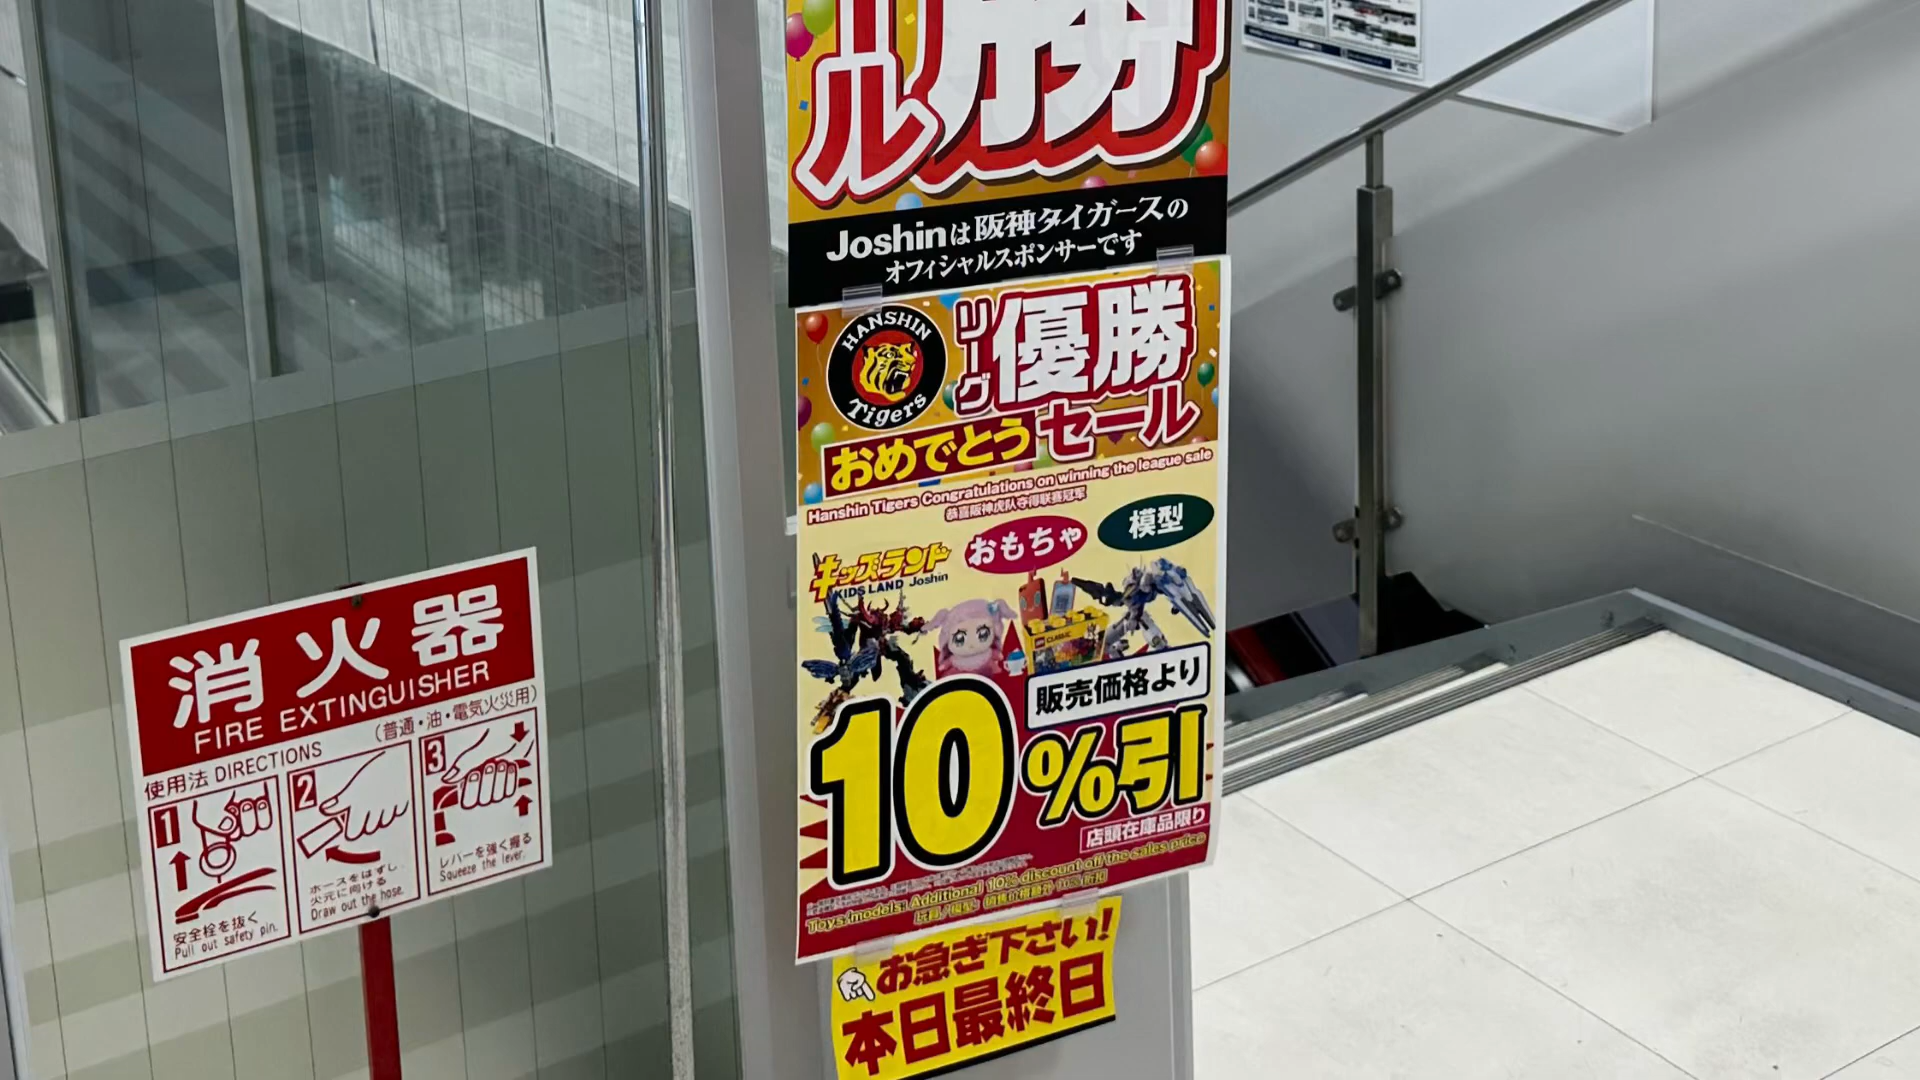 ル勝
Joshinは阪神タイガースの
オフィシャルスポンサーです
HANSHIN
Tigers
リーグ
優勝
おめでとう
セール
Hanshin Tigers Congratulations on winning the league sale
恭喜阪神虎队夺得联赛冠军
キッズランド
KIDS LAND Joshin
おもちゃ
模型
CLASSIC
販売価格より
10%引
店頭在庫品限り
Toys,models: Additional 10% discount off the sales price
お急ぎ下さい!
本日最終日
消火器
FIRE EXTINGUISHER
(普通・油・電気火災用)
使用法 DIRECTIONS
1
安全栓を抜く
Pull out safety pin.
2
ホースをはずし
火元に向ける
Draw out the hose.
3
レバーを強く握る
Squeeze the lever.